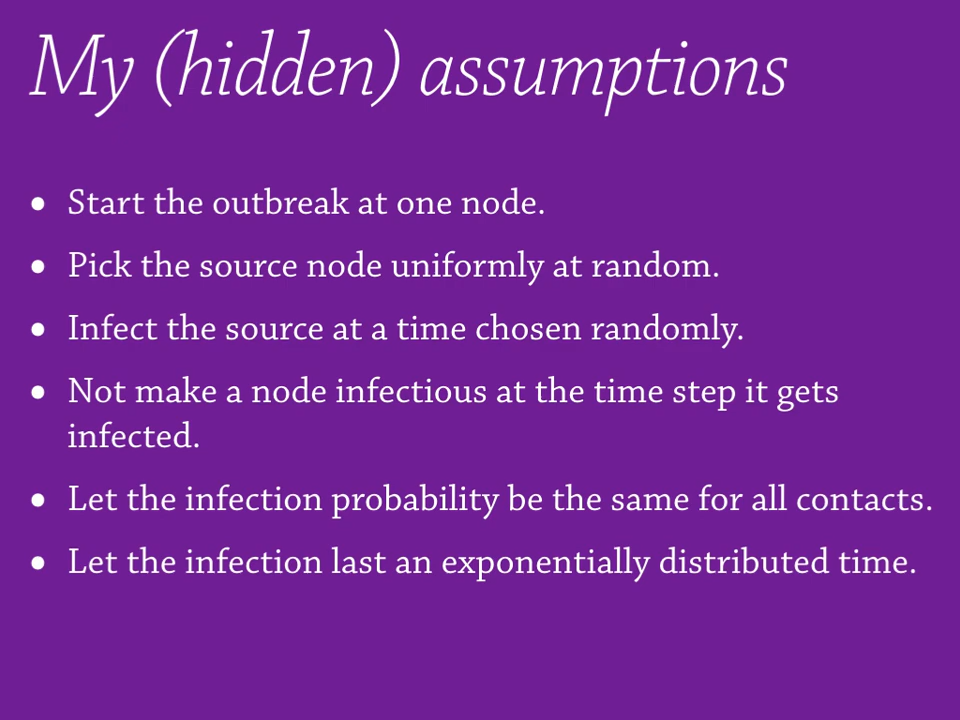 My (hidden) assumptions
• Start the outbreak at one node.
• Pick the source node uniformly at random.
• Infect the source at a time chosen randomly.
• Not make a node infectious at the time step it gets
infected.
• Let the infection probability be the same for all contacts.
• Let the infection last an exponentially distributed time.